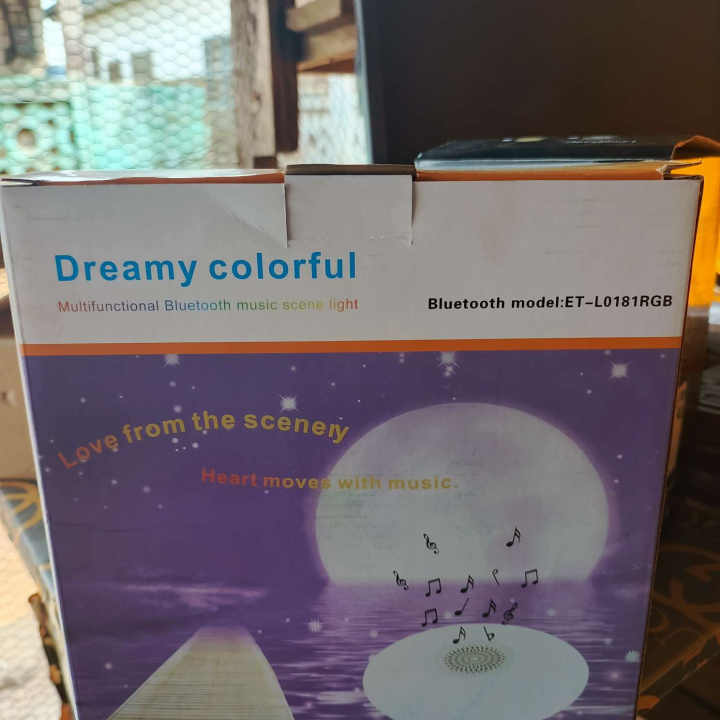 Dreamy colorful
Multifunctional Bluetooth music scene light
Bluetooth model:ET-L0181RGB
Love from the scenery
Heart moves with music.